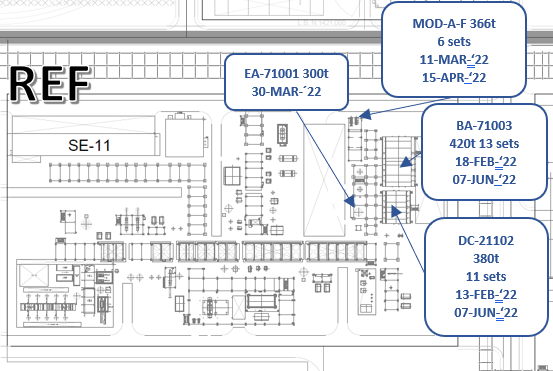 MOD-A-F 366t
6 sets
11-MAR-‘22
15-APR-‘22
EA-71001 300t
30-MAR-´22
REF
BA-71003
420t 13 sets
18-FEB-‘22
07-JUN-‘22
SE-11
DC-21102
380t
11 sets
13-FEB-‘22
07-JUN-‘22